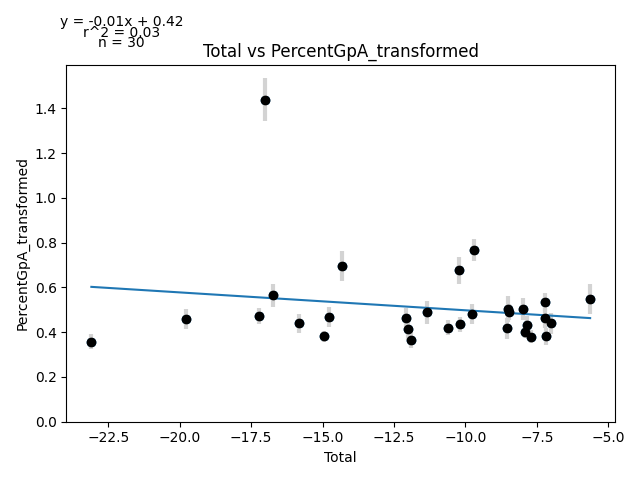 y = -0.01x + 0.42
r^2 = 0.03
n = 30
Total vs PercentGpA_transformed
PercentGpA_transformed
1.4
1.2
1.0
0.8
0.6
0.4
0.2
0.0
−22.5
−20.0
−17.5
−15.0
−12.5
−10.0
−7.5
−5.0
Total